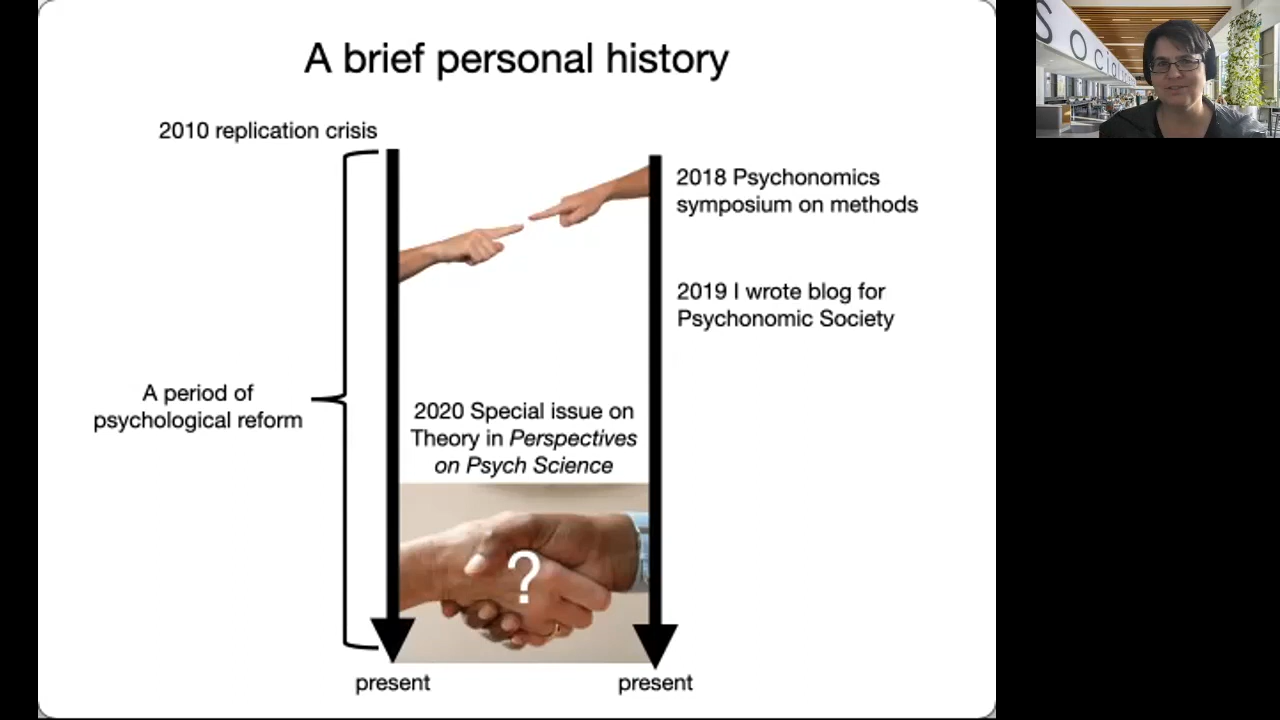 A brief personal history
2010 replication crisis
2018 Psychonomics
symposium on methods
2019 I wrote blog for
Psychonomic Society
A period of
psychological reform
2020 Special issue on
Theory in Perspectives
on Psych Science
?
present
present
SOCIAL